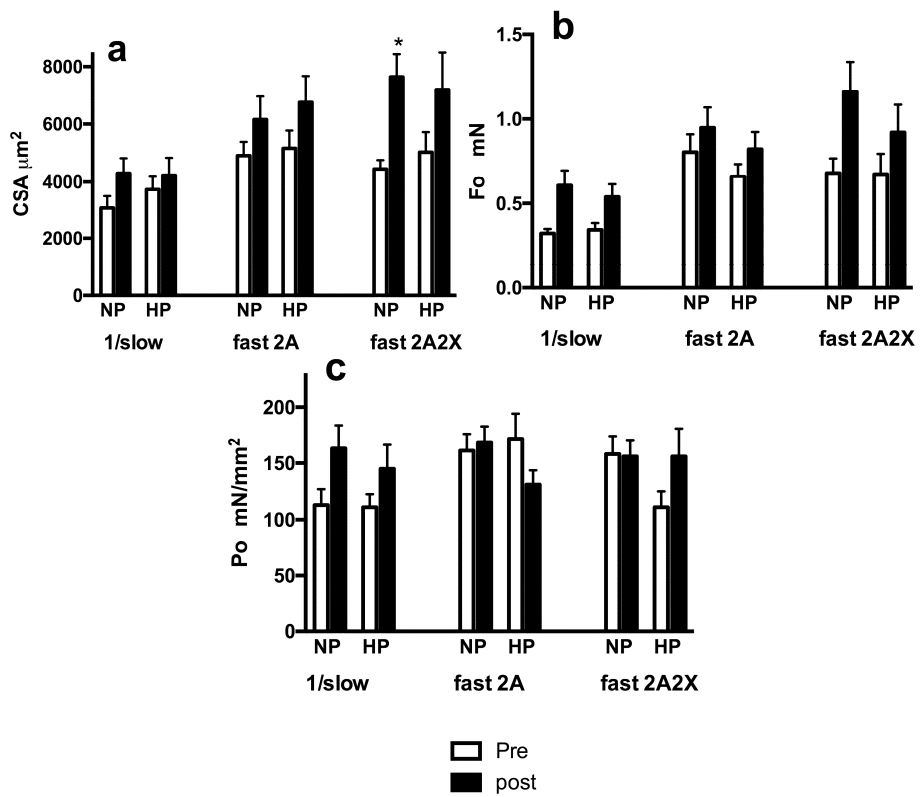 a
CSA μm²
8000
6000
4000
2000
0
*
NP HP NP HP NP HP
1/slow fast 2A fast 2A2X
b
Fo mN
1.5
1.0
0.5
0.0
NP HP NP HP NP HP
1/slow fast 2A fast 2A2X
c
Po mN/mm²
200
150
100
50
0
NP HP NP HP NP HP
1/slow fast 2A fast 2A2X
Pre
post